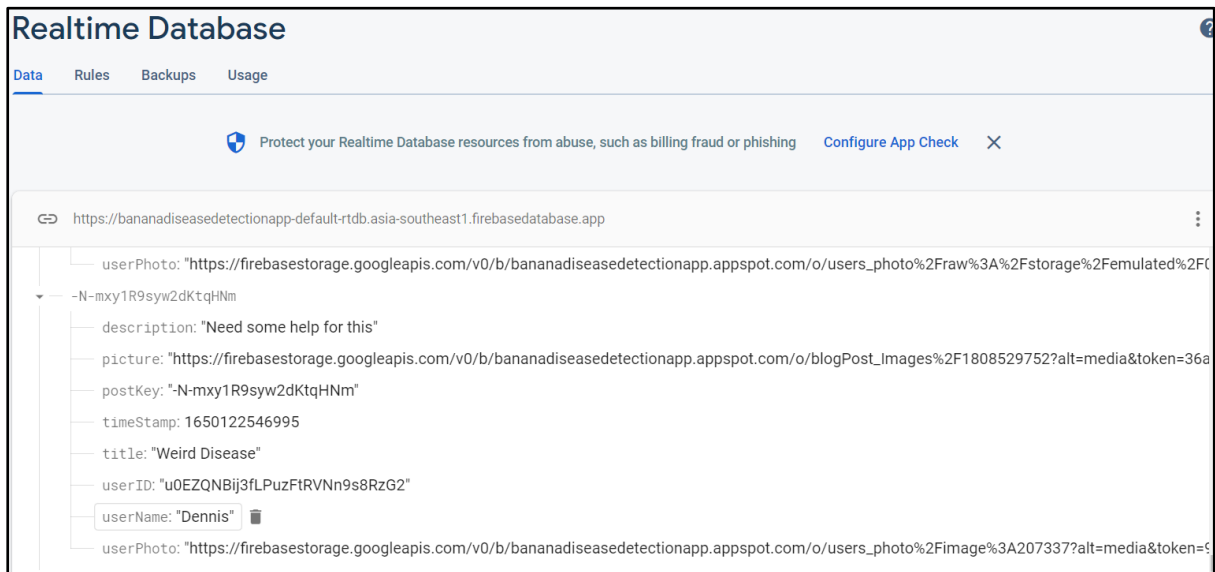 Realtime Database
?
Data Rules Backups Usage
Protect your Realtime Database resources from abuse, such as billing fraud or phishing Configure App Check
https://bananadiseasedetectionapp-default-rtdb.asia-southeast1.firebasedatabase.app
userPhoto: "https://firebasestorage.googleapis.com/v0/b/bananadiseasedetectionapp.appspot.com/o/users_photo%2Fraw%3A%2Fstorage%2Femulated%2F0
-N-mxy1R9syw2dKtqHNm
description: "Need some help for this"
picture: "https://firebasestorage.googleapis.com/v0/b/bananadiseasedetectionapp.appspot.com/o/blogPost_Images%2F1808529752?alt=media&token=36a
postKey: "-N-mxy1R9syw2dKtqHNm"
timeStamp: 1650122546995
title: "Weird Disease"
userID: "u0EZQNBij3fLPuzFtRVNn9s8RzG2"
userName: "Dennis"
userPhoto: "https://firebasestorage.googleapis.com/v0/b/bananadiseasedetectionapp.appspot.com/o/users_photo%2Fimage%3A207337?alt=media&token=9